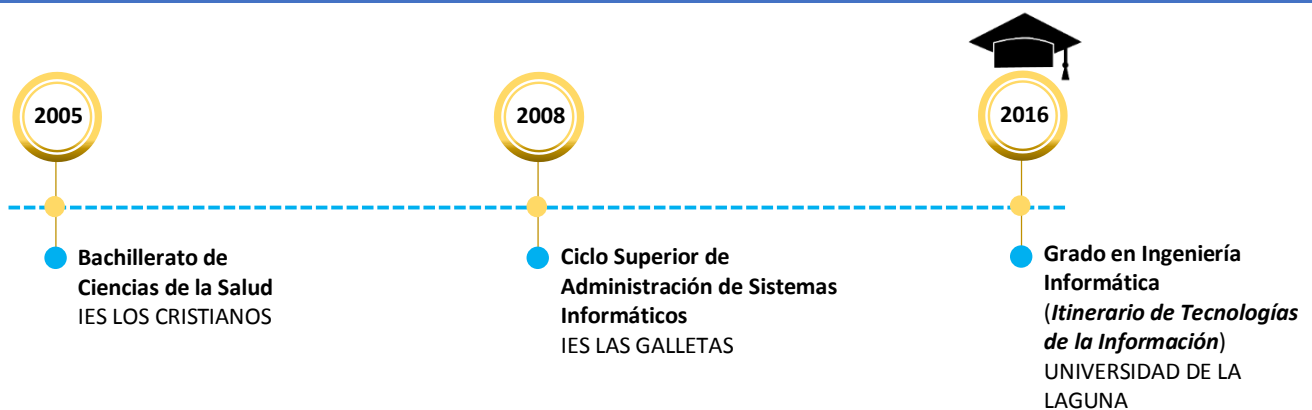 2005
Bachillerato de
Ciencias de la Salud
IES LOS CRISTIANOS
2008
Ciclo Superior de
Administración de Sistemas
Informáticos
IES LAS GALLETAS
2016
Grado en Ingeniería
Informática
(Itinerario de Tecnologías
de la Información)
UNIVERSIDAD DE LA
LAGUNA